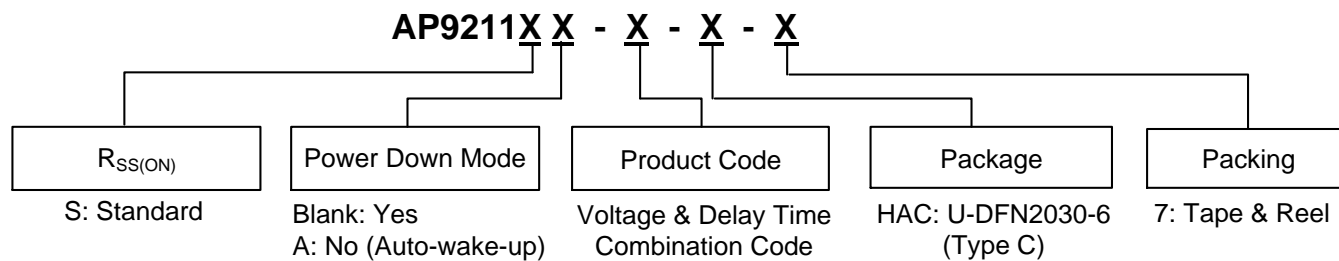 AP9211X X - X - X - X
R_SS(ON)
Power Down Mode
Product Code
Package
Packing
S: Standard
Blank: Yes
A: No (Auto-wake-up)
Voltage & Delay Time
Combination Code
HAC: U-DFN2030-6
(Type C)
7: Tape & Reel